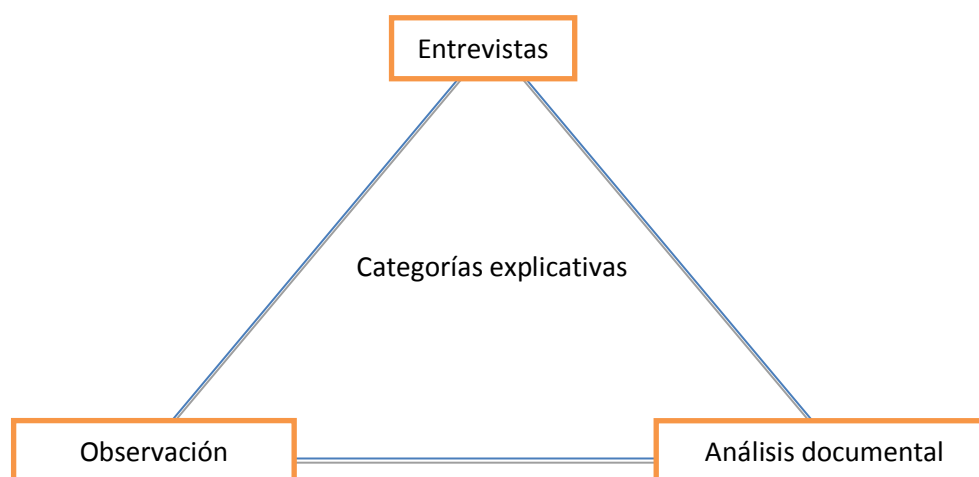 Entrevistas
Categorías explicativas
Observación
Análisis documental